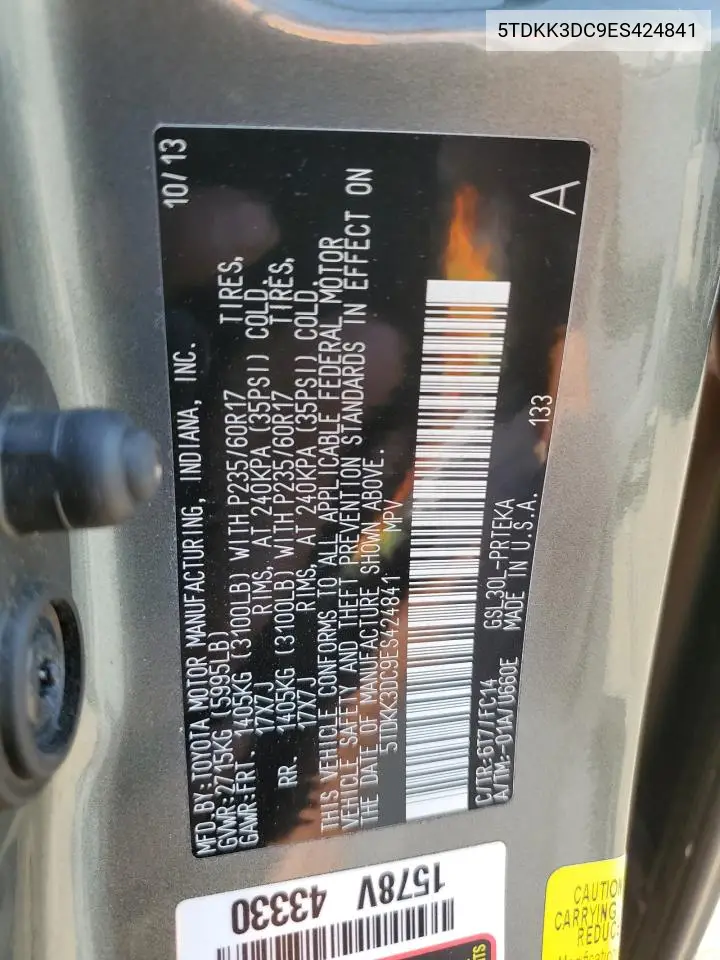 5TDKK3DC9ES424841
MFD.BY:TOYOTA MOTOR MANUFACTURING, INDIANA, INC. 10/13
GVWR:2715KG (5995LB)
GAWR:FRT. 1405KG (3100LB) WITH P235/60R17 TIRES,
17X7J RIMS, AT 240KPA (35PSI) COLD.
RR. 1405KG (3100LB) WITH P235/60R17 TIRES,
17X7J RIMS, AT 240KPA (35PSI) COLD.
THIS VEHICLE CONFORMS TO ALL APPLICABLE FEDERAL MOTOR
VEHICLE SAFETY AND THEFT PREVENTION STANDARDS IN EFFECT ON
THE DATE OF MANUFACTURE SHOWN ABOVE.
5TDKK3DC9ES424841 MPV
C/TR:6T7/FC14 GSL30L-PRTEKA 133
A/TM:-01A/U660E MADE IN U.S.A. A
1578V 43330
CAUTION
CARRYING
REDUCE